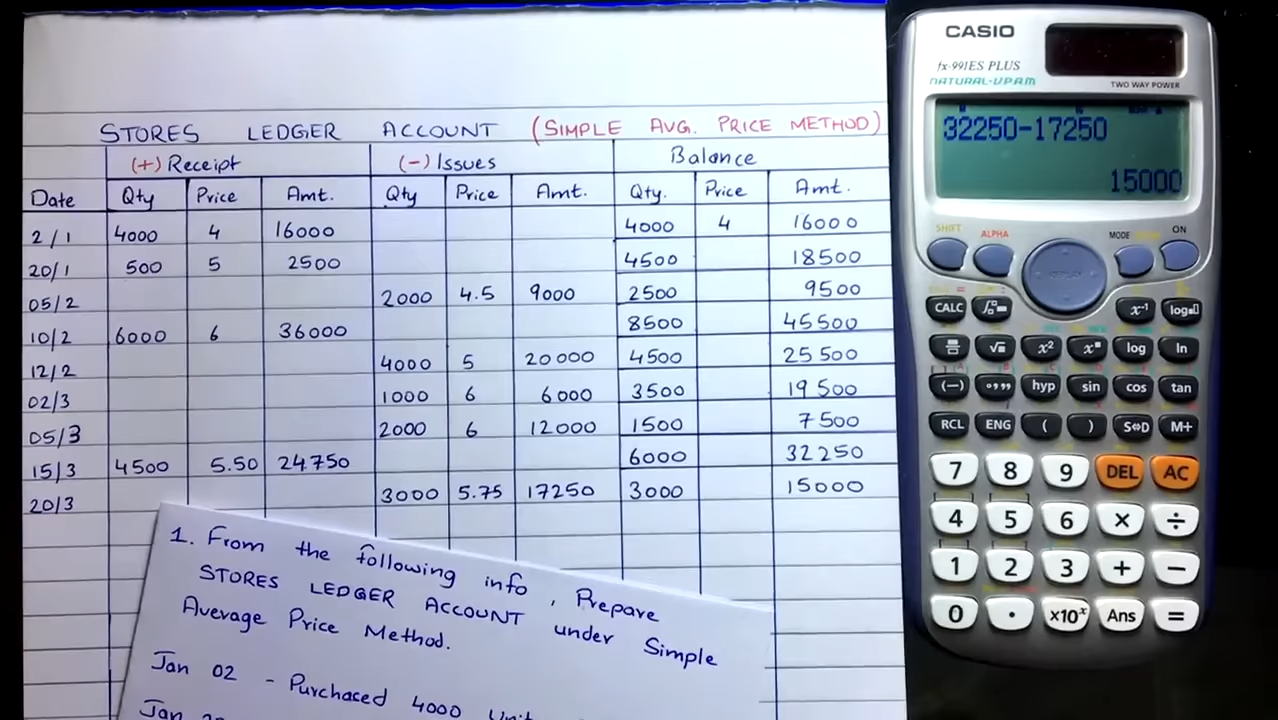 STORES LEDGER ACCOUNT (SIMPLE AVG. PRICE METHOD)
(+) Receipt (-) Issues Balance
Date Qty Price Amt. Qty Price Amt. Qty. Price Amt.
2/1 4000 4 16000 4000 4 16000
20/1 500 5 2500 4500 18500
05/2 2000 4.5 9000 2500 9500
10/2 6000 6 36000 8500 45500
12/2 4000 5 20000 4500 25500
02/3 1000 6 6000 3500 19500
05/3 2000 6 12000 1500 7500
15/3 4500 5.50 24750 6000 32250
20/3 3000 5.75 17250 3000 15000
1. From the following info, Prepare
STORES LEDGER ACCOUNT under Simple
Average Price Method.
Jan 02 - Purchased 4000
Jan
CASIO
fx-991ES PLUS
NATURAL-V.P.A.M.
TWO WAY POWER
32250-17250
15000
SHIFT ALPHA MODE ON
REPLAY
CALC x⁻¹ log
√ x² log ln
(-) hyp sin cos tan
RCL ENG ( ) S⇔D M+
7 8 9 DEL AC
4 5 6 × ÷
1 2 3 + −
0 . ×10ˣ Ans =